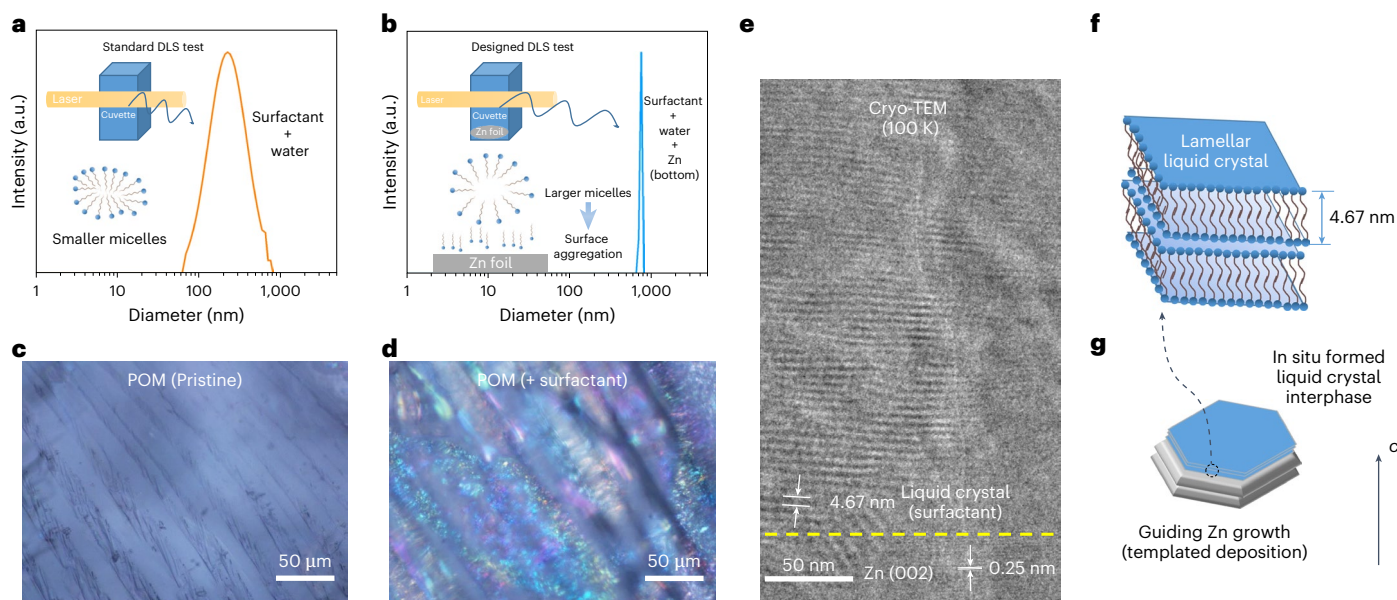 a
Standard DLS test
Laser
Cuvette
Surfactant
+
water
Smaller micelles
Intensity (a.u.)
1
10
100
1,000
Diameter (nm)
b
Designed DLS test
Laser
Cuvette
Zn foil
Surfactant
+
water
+
Zn
(bottom)
Larger micelles
Surface
aggregation
Zn foil
Intensity (a.u.)
1
10
100
1,000
Diameter (nm)
c
POM (Pristine)
50 µm
d
POM (+ surfactant)
50 µm
e
Cryo-TEM
(100 K)
4.67 nm
Liquid crystal
(surfactant)
50 nm
Zn (002)
0.25 nm
f
Lamellar
liquid crystal
4.67 nm
g
In situ formed
liquid crystal
interphase
Guiding Zn growth
(templated deposition)